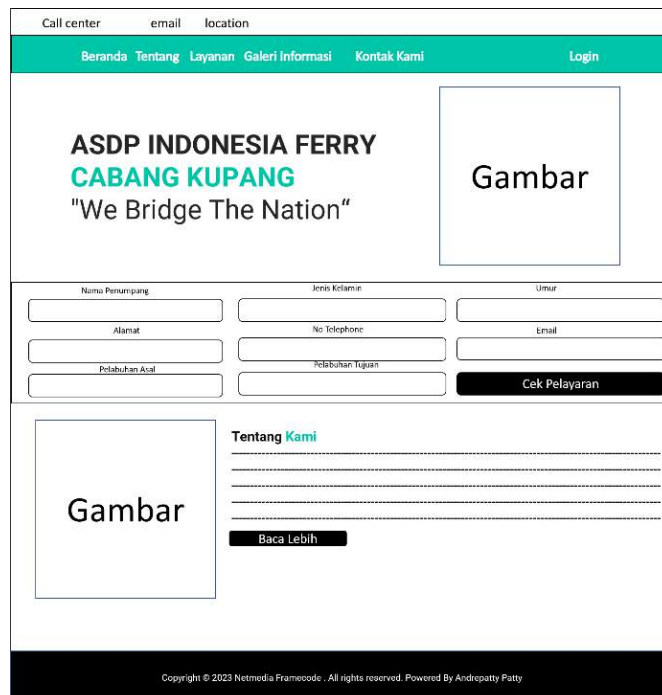 Call center email location
Beranda Tentang Layanan Galeri Informasi Kontak Kami Login
ASDP INDONESIA FERRY
CABANG KUPANG
"We Bridge The Nation“
Gambar
Nama Penumpang Jenis Kelamin Umur
Alamat No Telephone Email
Pelabuhan Asal Pelabuhan Tujuan
Cek Pelayaran
Gambar
Tentang Kami
Baca Lebih
Copyright © 2023 Netmedia Framecode . All rights reserved. Powered By Andrepatty Patty